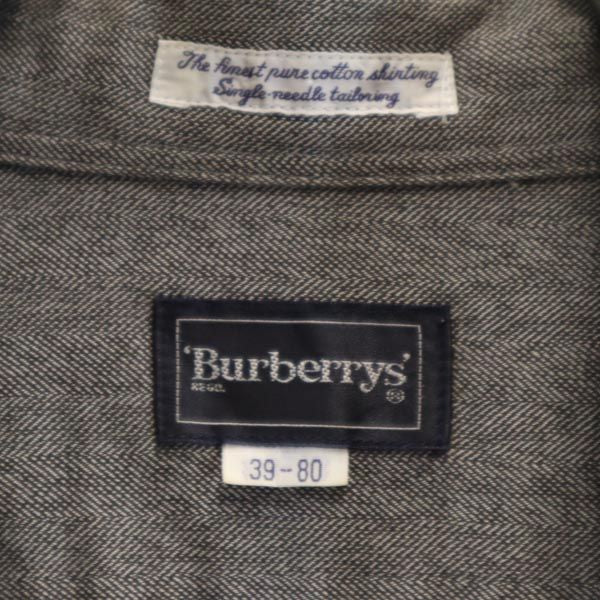 The finest pure cotton shirting
Single-needle tailoring
'Burberrys'
REGD.
®
39-80